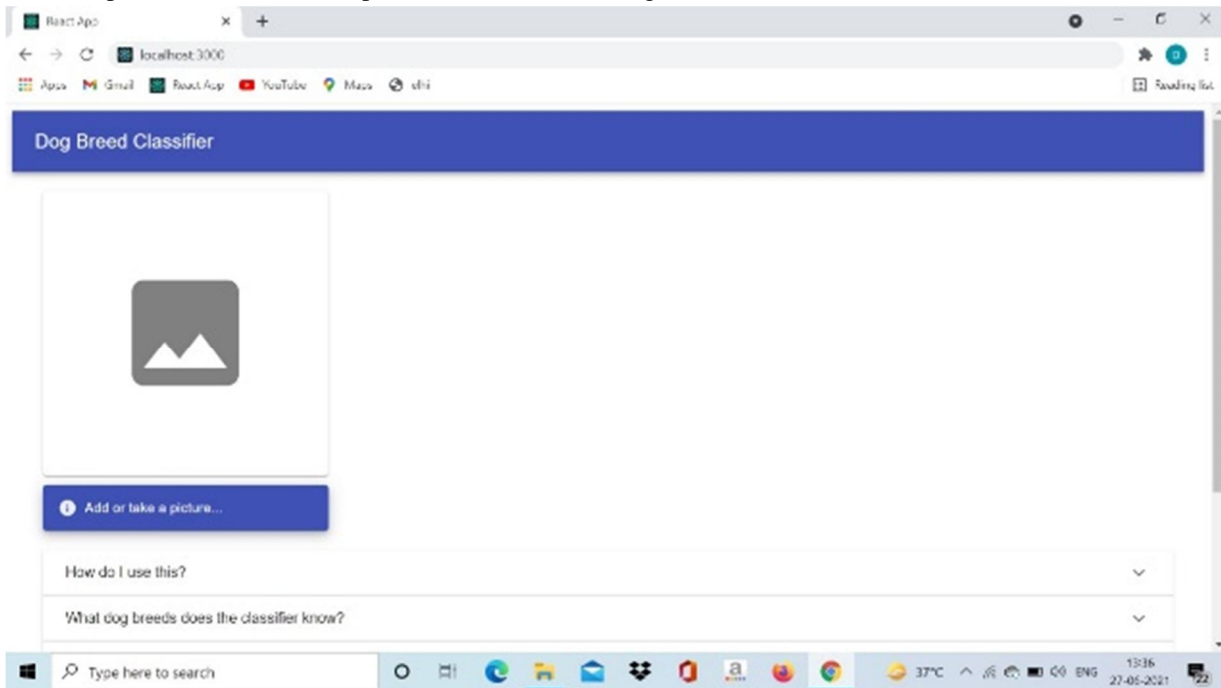 React App
localhost:3000
Apps Gmail React App YouTube Maps
Reading list
Dog Breed Classifier
Add or take a picture...
How do I use this?
What dog breeds does the classifier know?
Type here to search
37°C ENG
13:36
27-06-2021
22